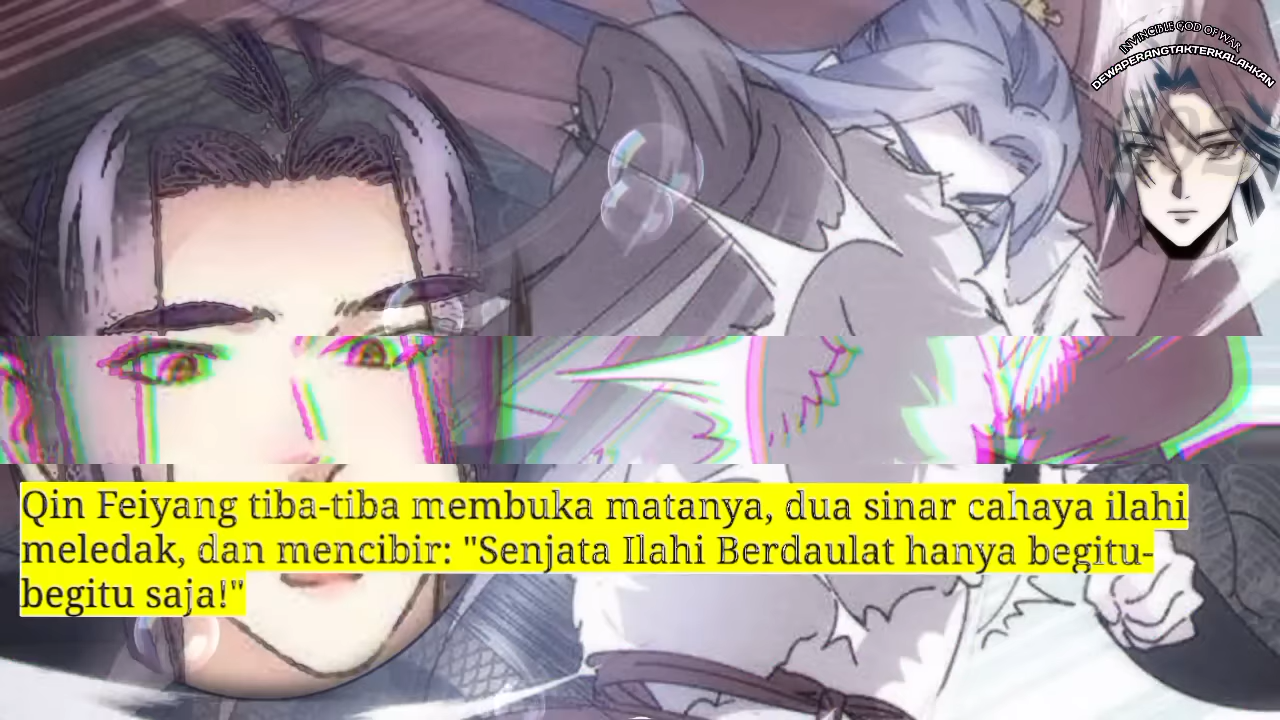 INVINCIBLE GOD OF WAR
DEWAPERANGTAKTERKALAHKAN
Qin Feiyang tiba-tiba membuka matanya, dua sinar cahaya ilahi
meledak, dan mencibir: "Senjata Ilahi Berdaulat hanya begitu-
begitu saja!"